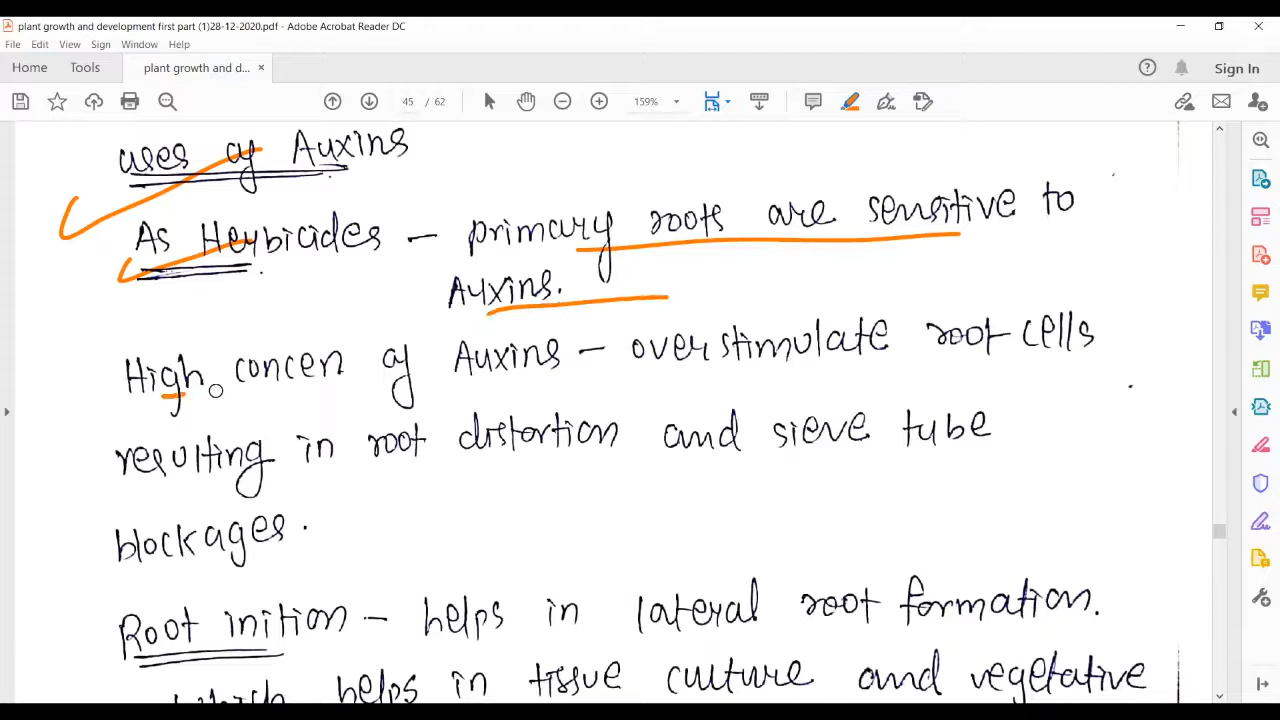 plant growth and development first part (1)28-12-2020.pdf - Adobe Acrobat Reader DC
File Edit View Sign Window Help
Home Tools plant growth and d... × Sign In
45 / 62 159%
uses of Auxins
As Herbicides - primary roots are sensitive to
Auxins.
High concen of Auxins - overstimulate root cells
resulting in root distortion and sieve tube
blockages.
Root inition - helps in lateral root formation.
which helps in tissue culture and vegetative